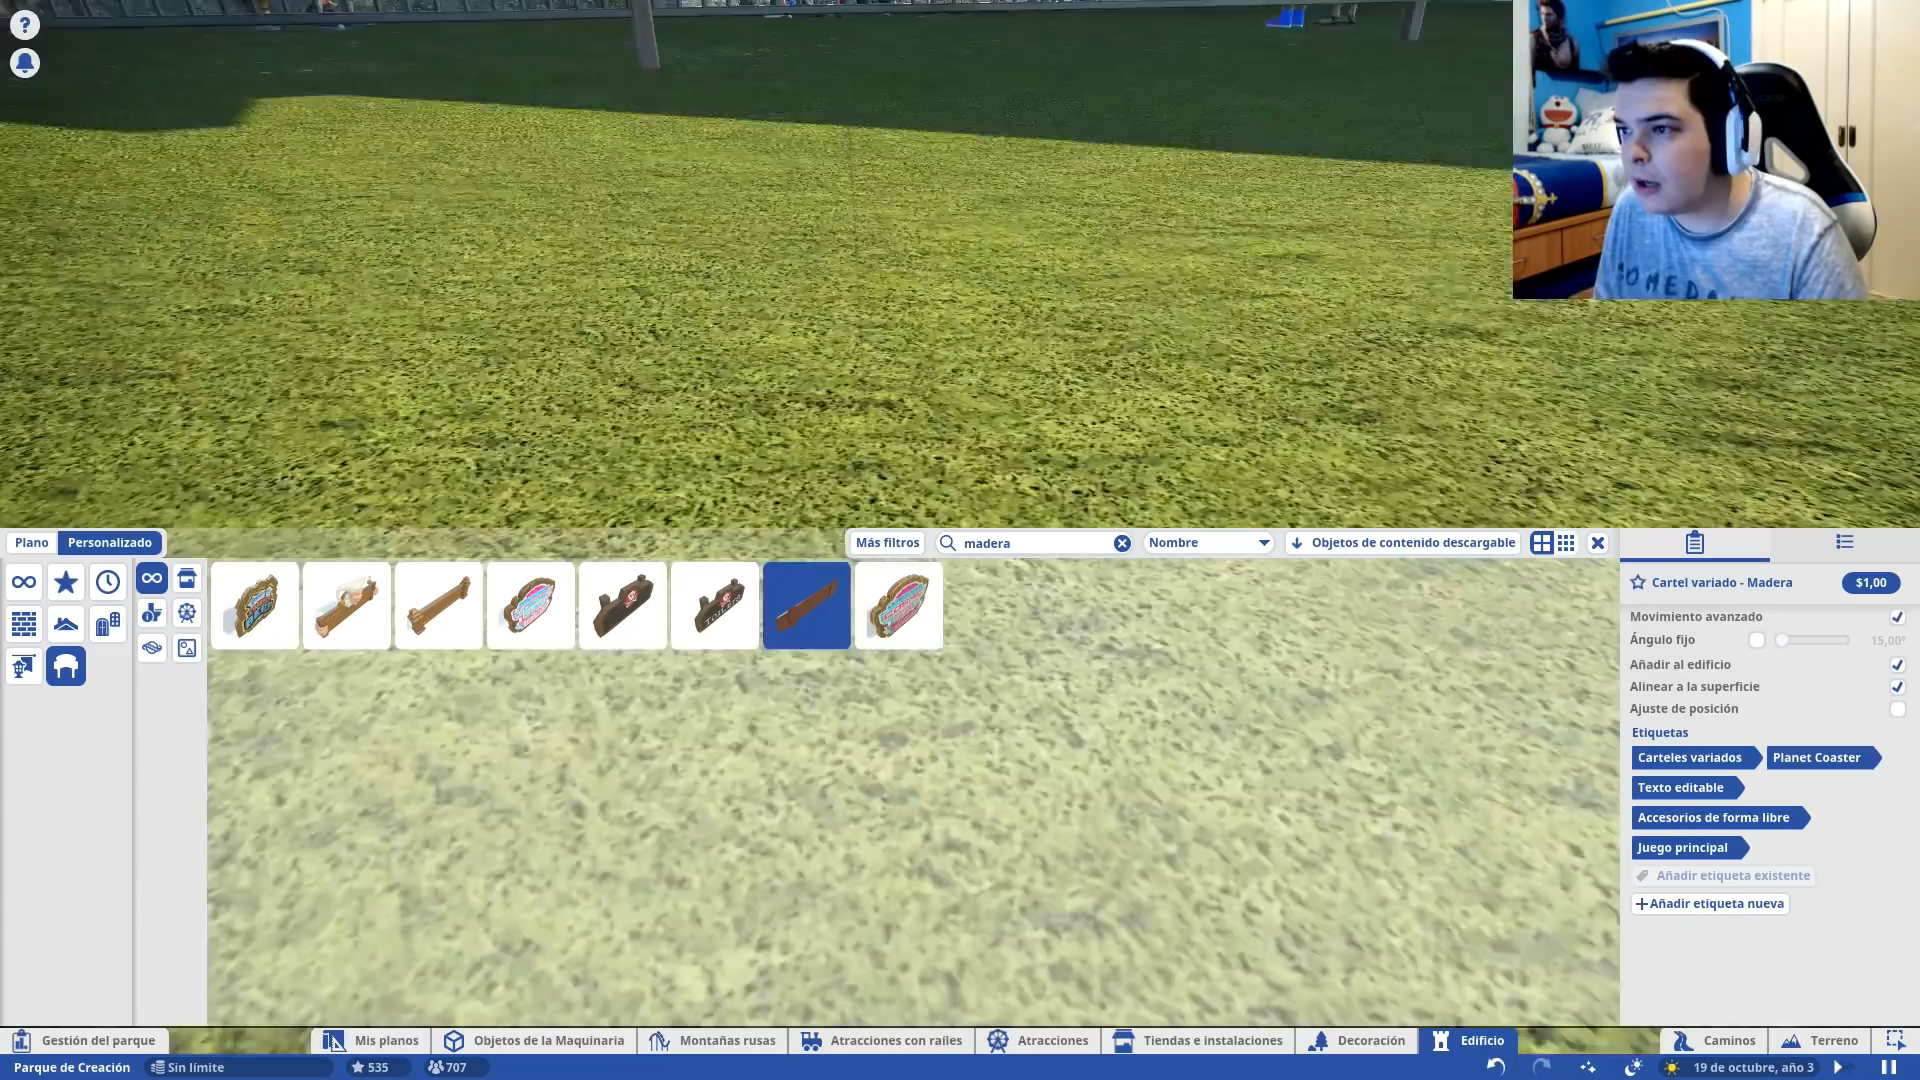 ?
SOMEDA
Plano
Personalizado
Más filtros
madera
Nombre
Objetos de contenido descargable
Cartel variado - Madera
$1,00
Movimiento avanzado
Ángulo fijo
15,00°
Añadir al edificio
Alinear a la superficie
Ajuste de posición
Etiquetas
Carteles variados
Planet Coaster
Texto editable
Accesorios de forma libre
Juego principal
Añadir etiqueta existente
+Añadir etiqueta nueva
TOILETS
Gestión del parque
Mis planos
Objetos de la Maquinaria
Montañas rusas
Atracciones con raíles
Atracciones
Tiendas e instalaciones
Decoración
Edificio
Caminos
Terreno
Parque de Creación
Sin límite
535
707
19 de octubre, año 3